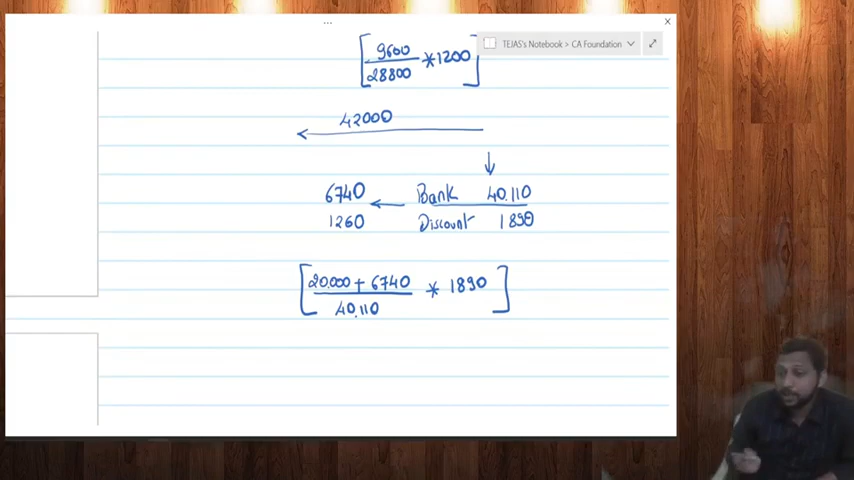 ...
TEJAS's Notebook > CA Foundation
[9600/28800 * 1200]
42000
6740 Bank 40.110
1260 Discount 1890
[20.000 + 6740/40.110 * 1890]